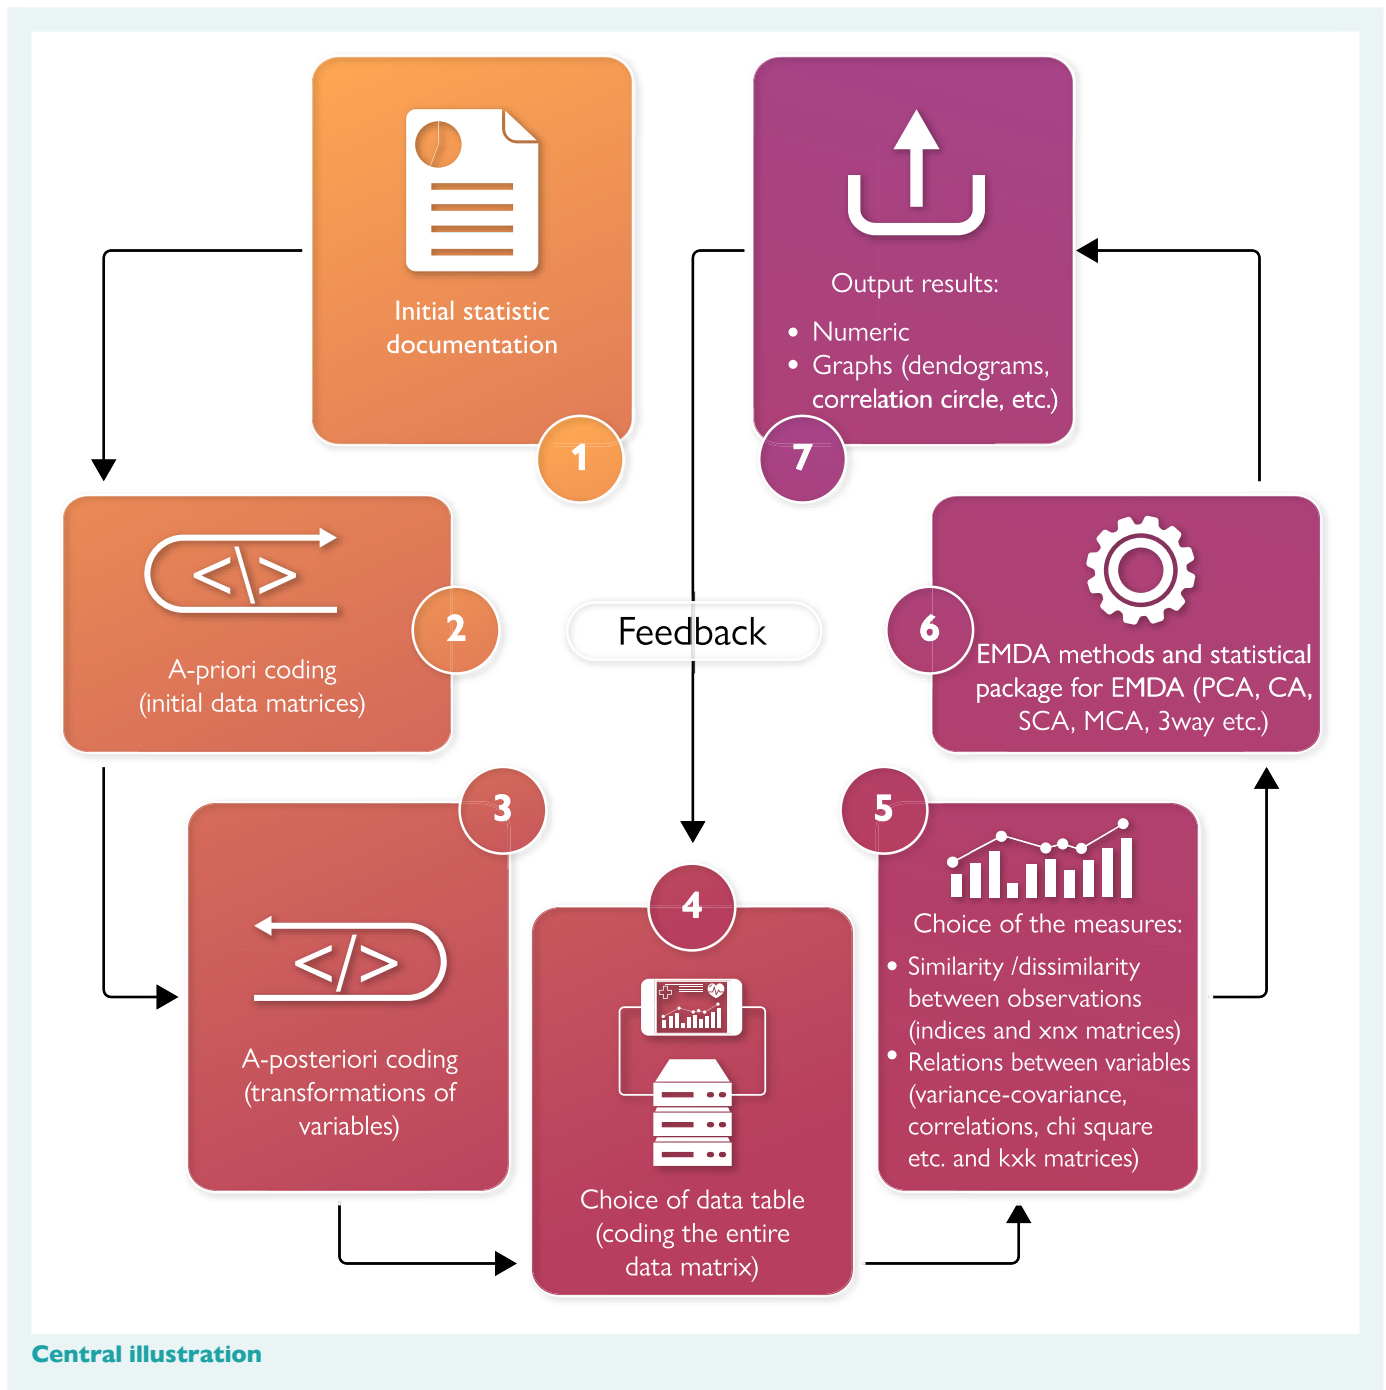 Initial statistic
documentation
1
A-priori coding
(initial data matrices)
2
A-posteriori coding
(transformations of
variables)
3
Choice of data table
(coding the entire
data matrix)
4
Choice of the measures:
• Similarity /dissimilarity
between observations
(indices and xnx matrices)
• Relations between variables
(variance-covariance,
correlations, chi square
etc. and kxk matrices)
5
EMDA methods and statistical
package for EMDA (PCA, CA,
SCA, MCA, 3way etc.)
6
Output results:
• Numeric
• Graphs (dendograms,
correlation circle, etc.)
7
Feedback
</>
<\>
Central illustration